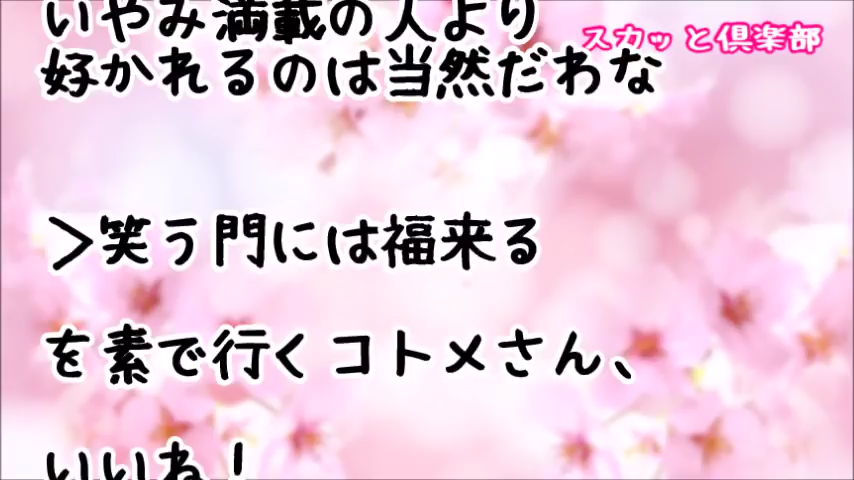 いやみ満載の人より
スカッと倶楽部
好かれるのは当然だわな
＞笑う門には福来る
を素で行くコトメさん、
いいね！